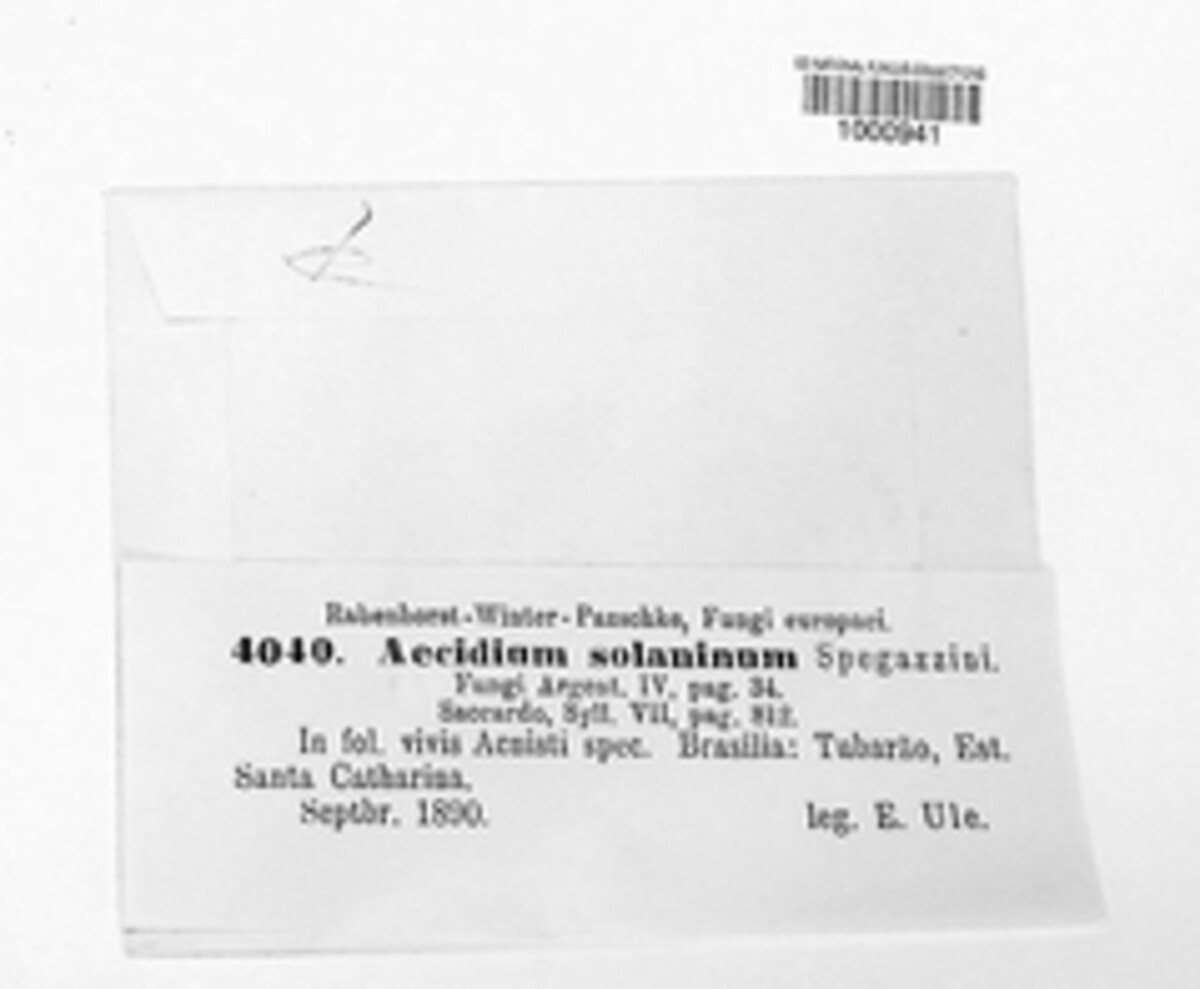 1000941
Rabenhorst-Winter-Pazschke, Fungi europaei.
4040. Aecidium solaninum Spegazzini.
Fungi Argent. IV, pag. 34.
Saccardo, Syll. VII, pag. 812.
In fol. vivis Acnisti spec. Brasilia: Tubarão, Est.
Santa Catharina.
Septbr. 1890. leg. E. Ule.